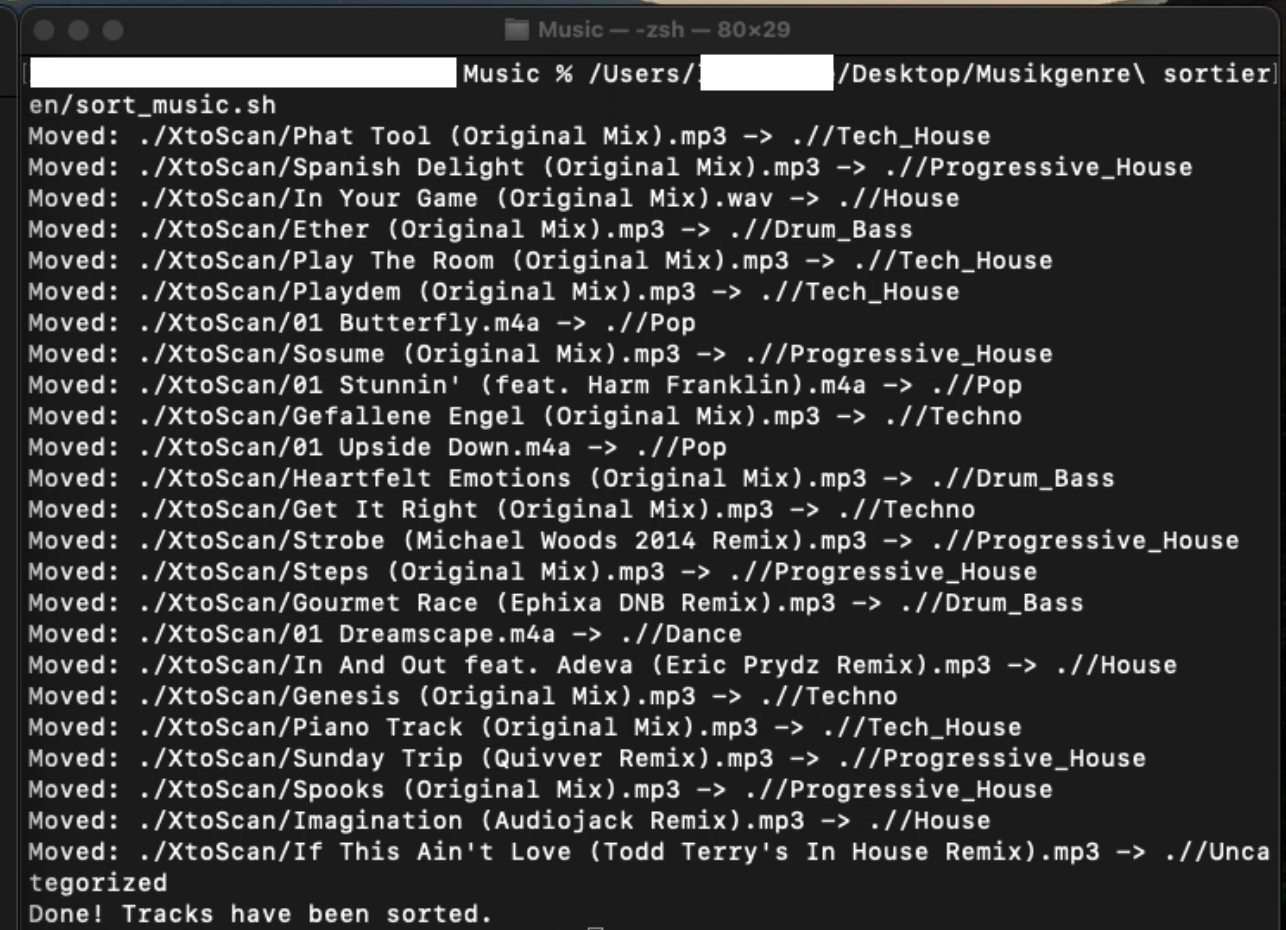 Music — -zsh — 80×29
Music % /Users/ /Desktop/Musikgenre\ sortier
en/sort_music.sh
Moved: ./XtoScan/Phat Tool (Original Mix).mp3 -> .//Tech_House
Moved: ./XtoScan/Spanish Delight (Original Mix).mp3 -> .//Progressive_House
Moved: ./XtoScan/In Your Game (Original Mix).wav -> .//House
Moved: ./XtoScan/Ether (Original Mix).mp3 -> .//Drum_Bass
Moved: ./XtoScan/Play The Room (Original Mix).mp3 -> .//Tech_House
Moved: ./XtoScan/Playdem (Original Mix).mp3 -> .//Tech_House
Moved: ./XtoScan/01 Butterfly.m4a -> .//Pop
Moved: ./XtoScan/Sosume (Original Mix).mp3 -> .//Progressive_House
Moved: ./XtoScan/01 Stunnin' (feat. Harm Franklin).m4a -> .//Pop
Moved: ./XtoScan/Gefallene Engel (Original Mix).mp3 -> .//Techno
Moved: ./XtoScan/01 Upside Down.m4a -> .//Pop
Moved: ./XtoScan/Heartfelt Emotions (Original Mix).mp3 -> .//Drum_Bass
Moved: ./XtoScan/Get It Right (Original Mix).mp3 -> .//Techno
Moved: ./XtoScan/Strobe (Michael Woods 2014 Remix).mp3 -> .//Progressive_House
Moved: ./XtoScan/Steps (Original Mix).mp3 -> .//Progressive_House
Moved: ./XtoScan/Gourmet Race (Ephixa DNB Remix).mp3 -> .//Drum_Bass
Moved: ./XtoScan/01 Dreamscape.m4a -> .//Dance
Moved: ./XtoScan/In And Out feat. Adeva (Eric Prydz Remix).mp3 -> .//House
Moved: ./XtoScan/Genesis (Original Mix).mp3 -> .//Techno
Moved: ./XtoScan/Piano Track (Original Mix).mp3 -> .//Tech_House
Moved: ./XtoScan/Sunday Trip (Quivver Remix).mp3 -> .//Progressive_House
Moved: ./XtoScan/Spooks (Original Mix).mp3 -> .//Progressive_House
Moved: ./XtoScan/Imagination (Audiojack Remix).mp3 -> .//House
Moved: ./XtoScan/If This Ain't Love (Todd Terry's In House Remix).mp3 -> .//Unca
tegorized
Done! Tracks have been sorted.